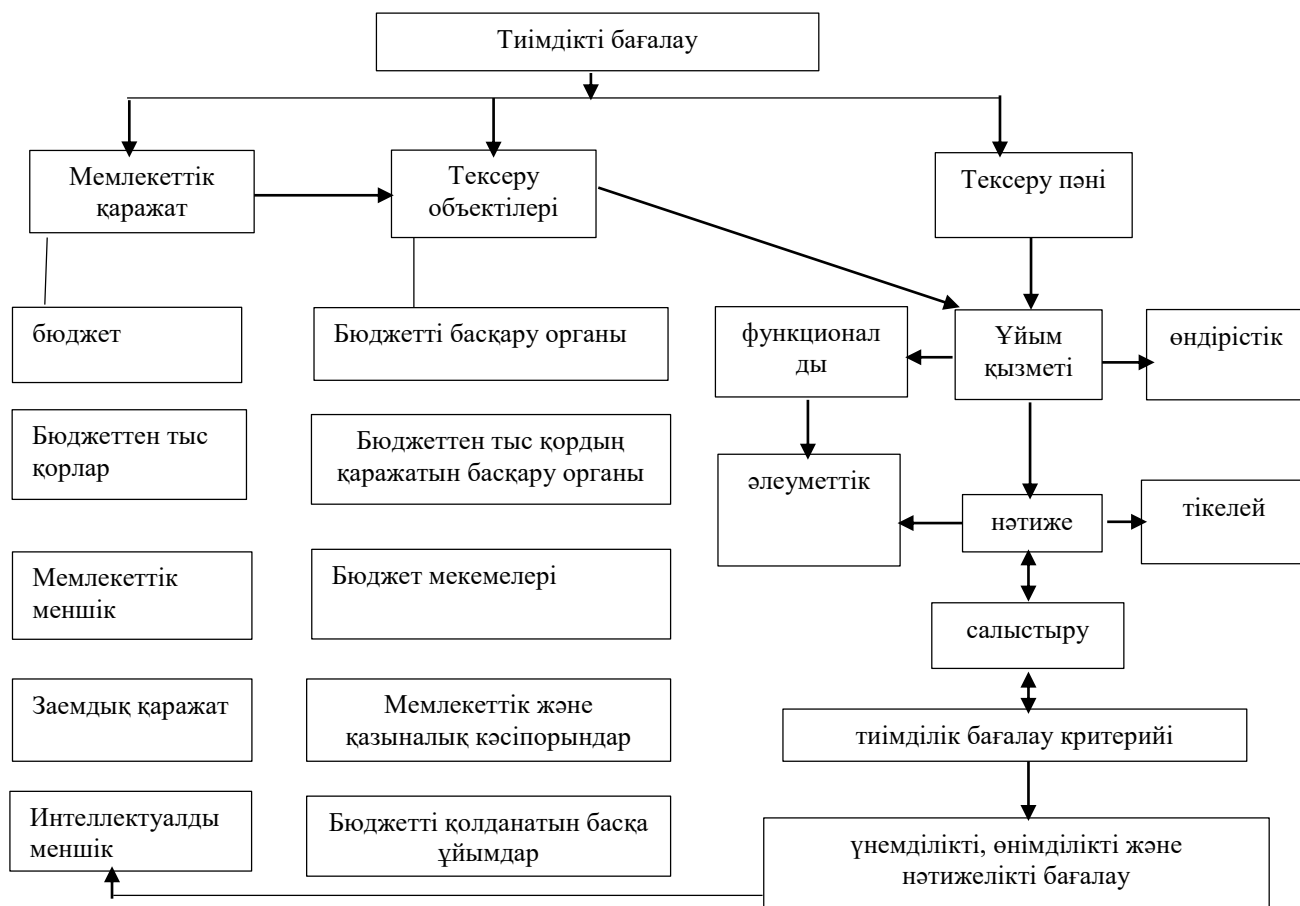 Тиімдікті бағалау
Мемлекеттік
қаражат
Тексеру
объектілері
Тексеру пәні
бюджет
Бюджетті басқару органы
функционал
ды
Ұйым
қызметі
өндірістік
Бюджеттен тыс
қорлар
Бюджеттен тыс қордың
қаражатын басқару органы
әлеуметтік
нәтиже
тікелей
Мемлекеттік
меншік
Бюджет мекемелері
салыстыру
Заемдық қаражат
Мемлекеттік және
қазыналық кәсіпорындар
тиімділік бағалау критерийі
Интеллектуалды
меншік
Бюджетті қолданатын басқа
ұйымдар
үнемділікті, өнімділікті және
нәтижелікті бағалау